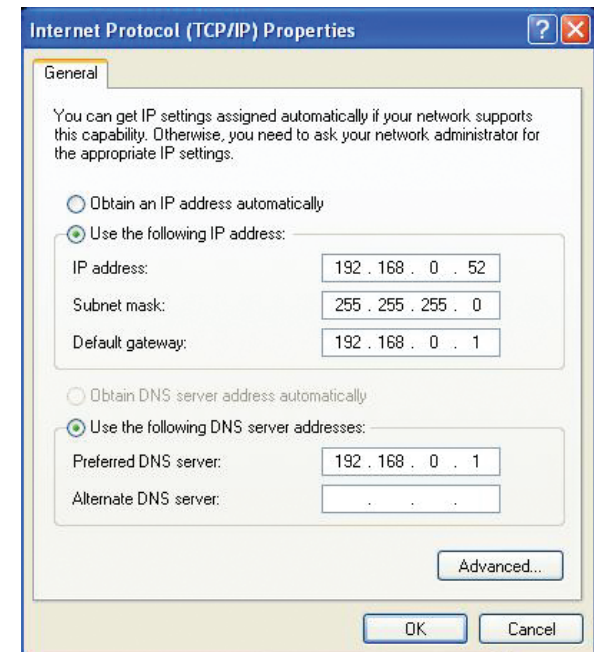 Internet Protocol (TCP/IP) Properties
General
You can get IP settings assigned automatically if your network supports
this capability. Otherwise, you need to ask your network administrator for
the appropriate IP settings.
Obtain an IP address automatically
Use the following IP address:
IP address: 192 . 168 . 0 . 52
Subnet mask: 255 . 255 . 255 . 0
Default gateway: 192 . 168 . 0 . 1
Obtain DNS server address automatically
Use the following DNS server addresses:
Preferred DNS server: 192 . 168 . 0 . 1
Alternate DNS server: . . .
Advanced...
OK Cancel